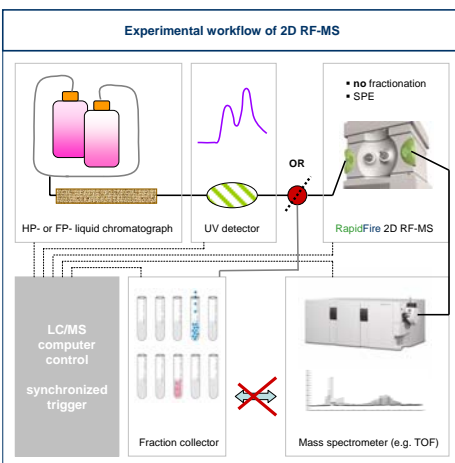 Experimental workflow of 2D RF-MS
▪ no fractionation
▪ SPE
OR
HP- or FP- liquid chromatograph
UV detector
RapidFire 2D RF-MS
LC/MS
computer
control
synchronized
trigger
Fraction collector
Mass spectrometer (e.g. TOF)